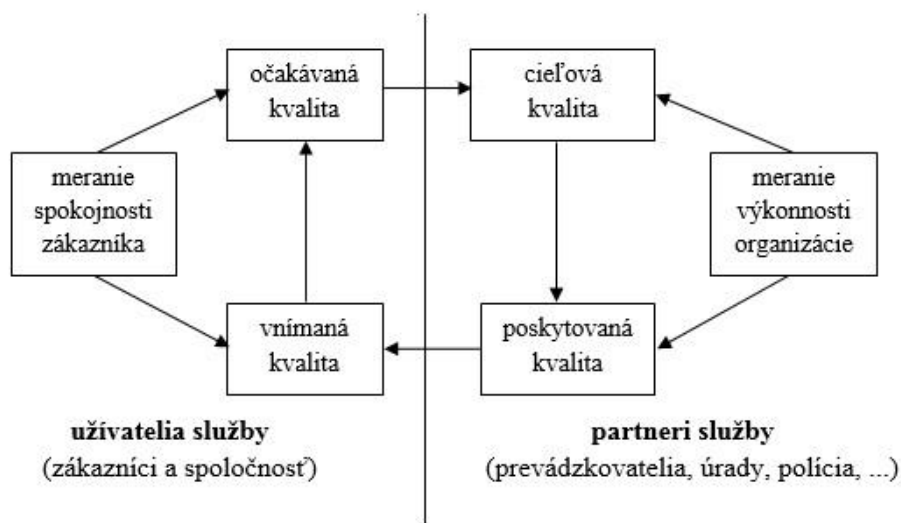 očakávaná
kvalita
cieľová
kvalita
meranie
spokojnosti
zákazníka
meranie
výkonnosti
organizácie
vnímaná
kvalita
poskytovaná
kvalita
užívatelia služby
(zákazníci a spoločnosť)
partneri služby
(prevádzkovatelia, úrady, polícia, ...)